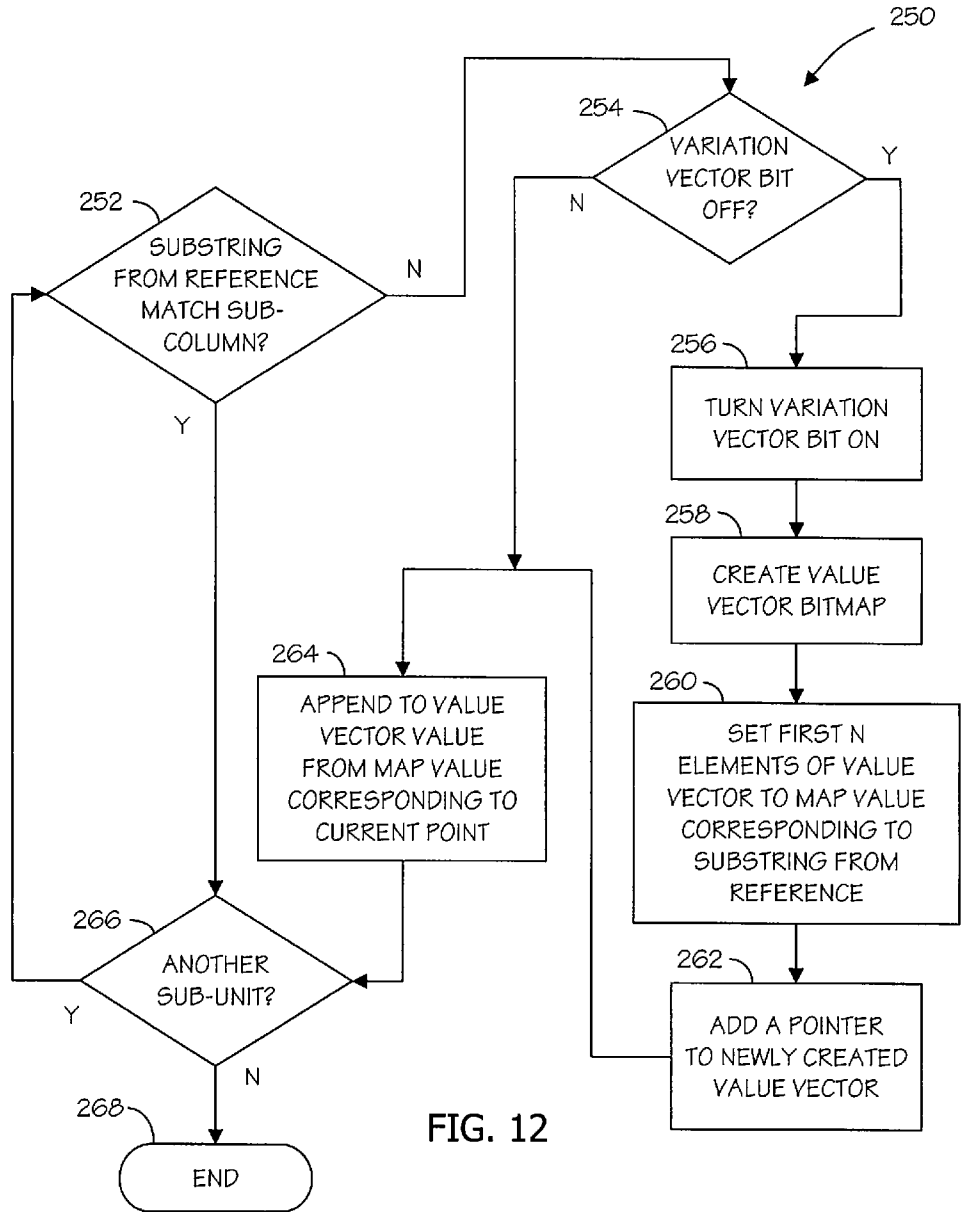 250
254
VARIATION
VECTOR BIT
OFF?
Y
N
252
SUBSTRING
FROM REFERENCE
MATCH SUB-
COLUMN?
N
Y
256
TURN VARIATION
VECTOR BIT ON
258
CREATE VALUE
VECTOR BITMAP
260
SET FIRST N
ELEMENTS OF VALUE
VECTOR TO MAP VALUE
CORRESPONDING TO
SUBSTRING FROM
REFERENCE
262
ADD A POINTER
TO NEWLY CREATED
VALUE VECTOR
264
APPEND TO VALUE
VECTOR VALUE
FROM MAP VALUE
CORRESPONDING TO
CURRENT POINT
266
ANOTHER
SUB-UNIT?
Y
N
268
END
FIG. 12